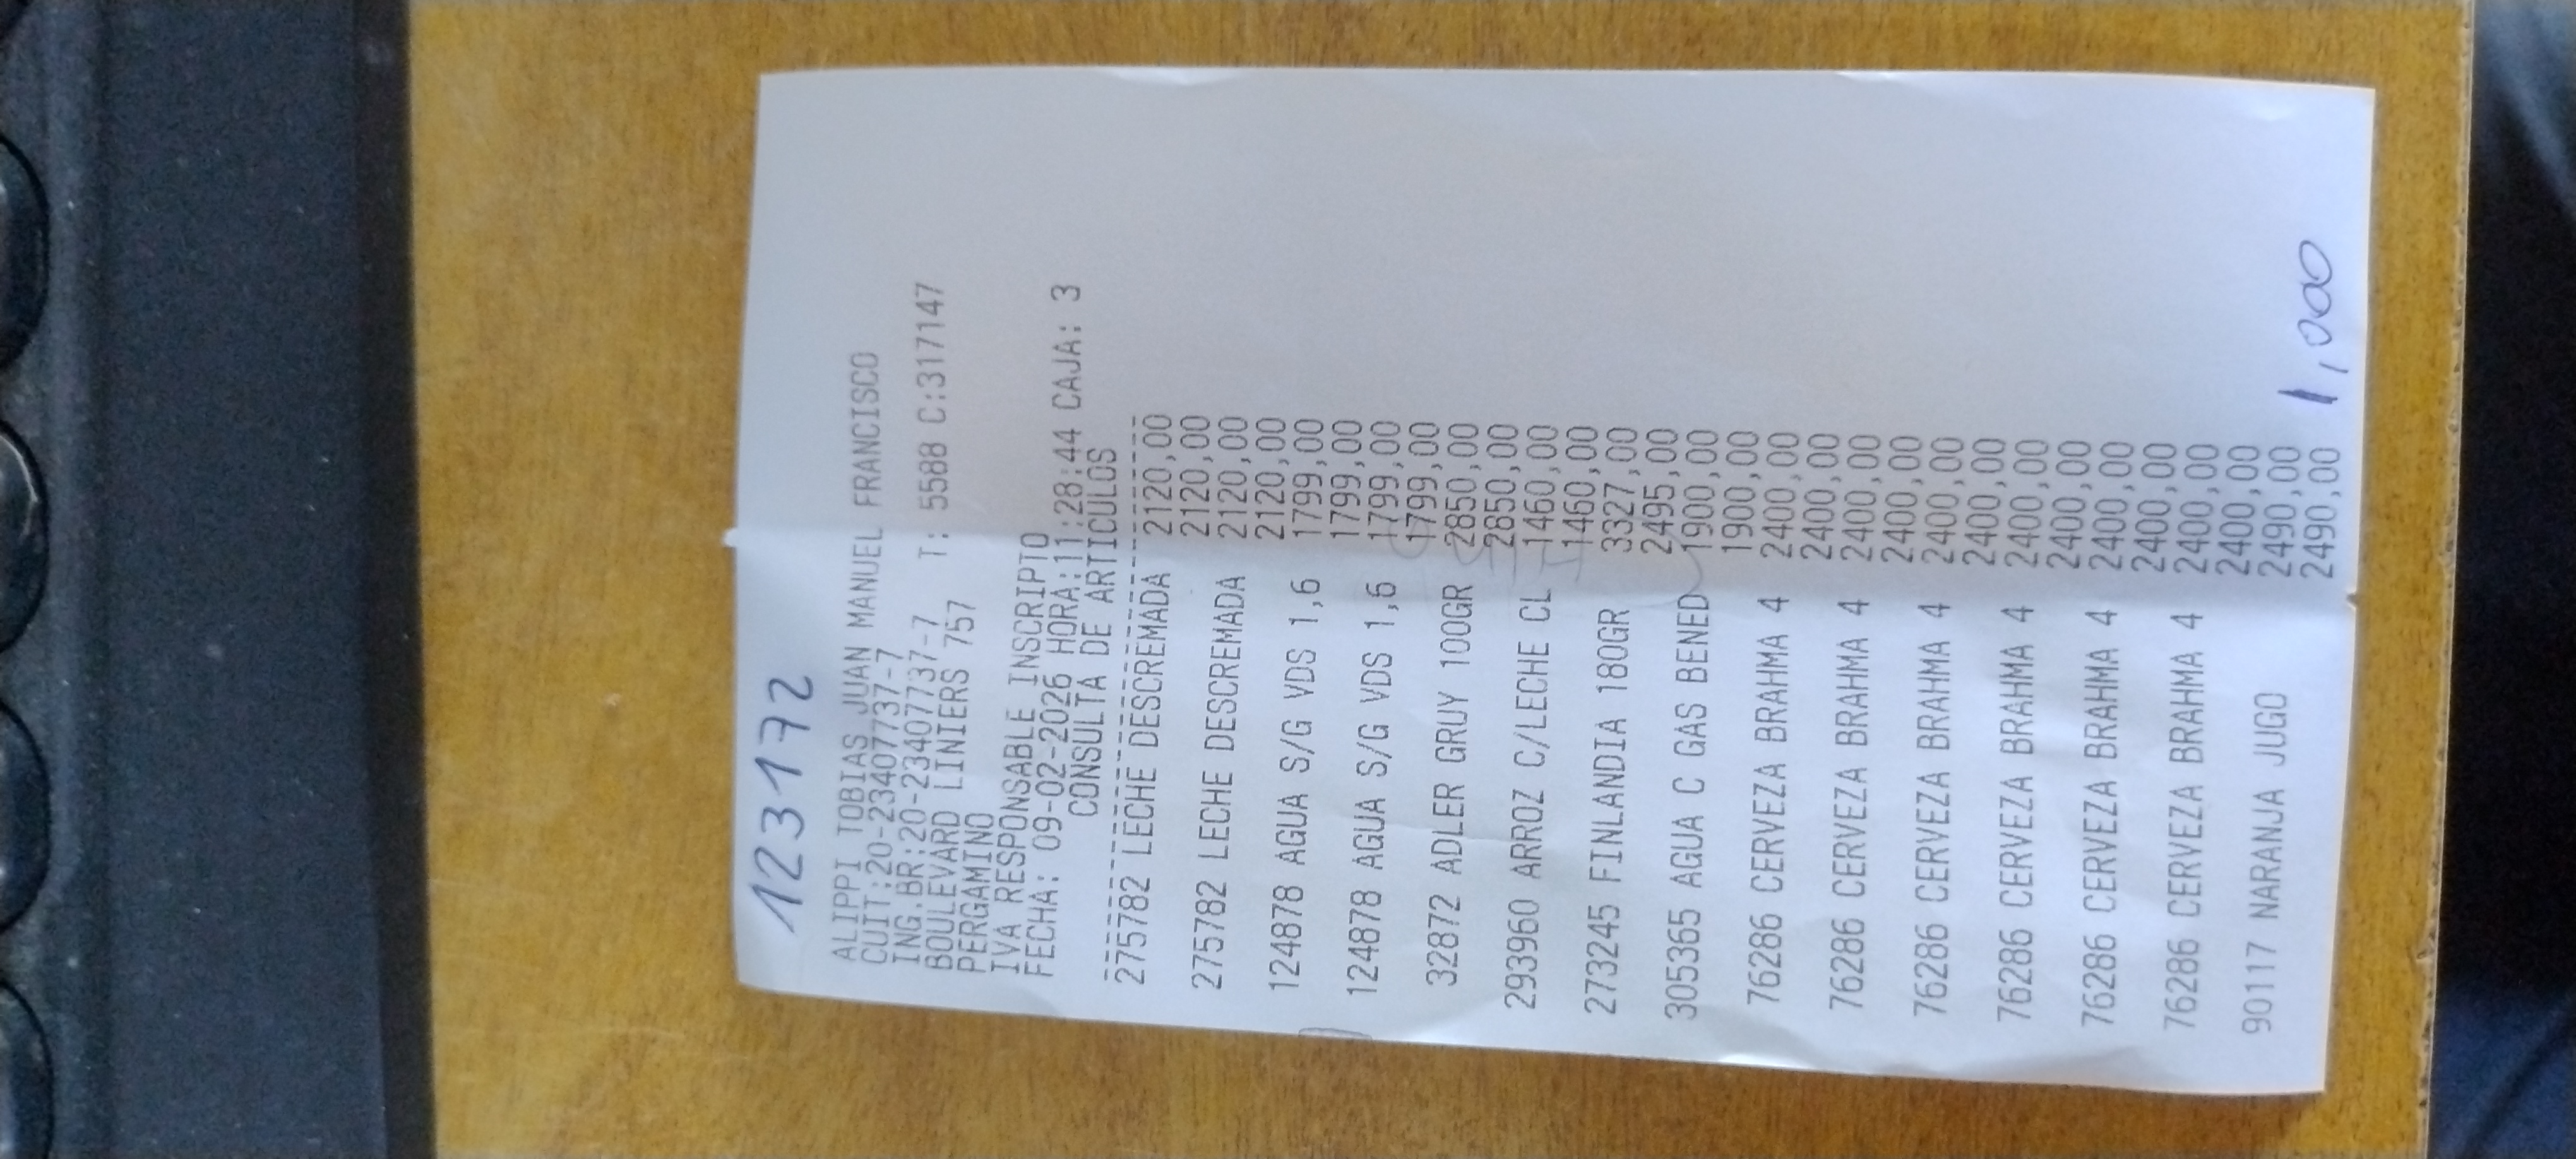 123172
ALIPPI TOBIAS JUAN MANUEL FRANCISCO
CUIT:20-23407737-7
ING.BR:20-23407737-7 T: 5588 C:317147
BOULEVARD LINIERS 757
PERGAMINO
IVA RESPONSABLE INSCRIPTO
FECHA: 09-02-2026 HORA:11:28:44 CAJA: 3
CONSULTA DE ARTICULOS
275782 LECHE DESCREMADA 2120,00
2120,00
275782 LECHE DESCREMADA 2120,00
2120,00
124878 AGUA S/G VDS 1,6 1799,00
1799,00
124878 AGUA S/G VDS 1,6 1799,00
1799,00
32872 ADLER GRUY 100GR 2850,00
2850,00
293960 ARROZ C/LECHE CL 1460,00
1460,00
273245 FINLANDIA 180GR 3327,00
2495,00
305365 AGUA C GAS BENED 1900,00
1900,00
76286 CERVEZA BRAHMA 4 2400,00
2400,00
76286 CERVEZA BRAHMA 4 2400,00
2400,00
76286 CERVEZA BRAHMA 4 2400,00
2400,00
76286 CERVEZA BRAHMA 4 2400,00
2400,00
76286 CERVEZA BRAHMA 4 2400,00
2400,00
76286 CERVEZA BRAHMA 4 2400,00
2400,00
90117 NARANJA JUGO 2490,00
2490,00 1,000